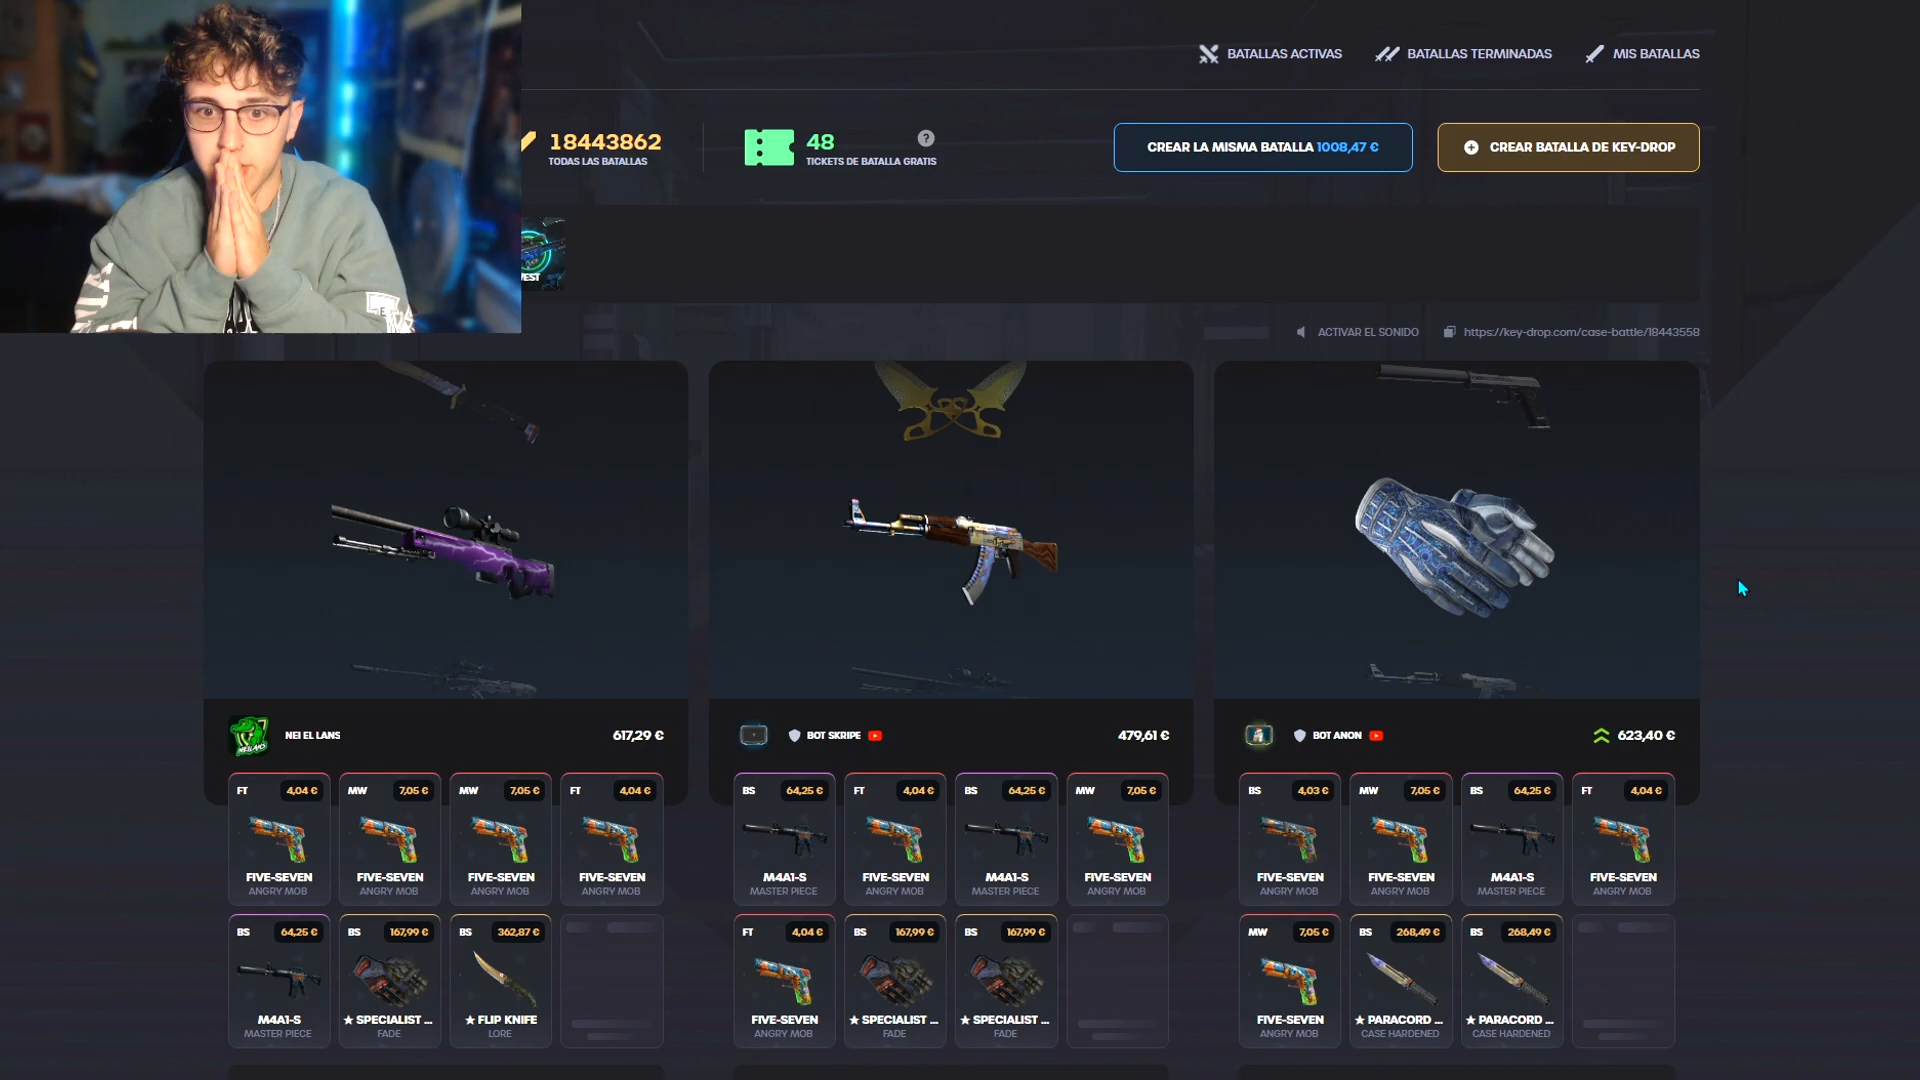 BATALLAS ACTIVAS
BATALLAS TERMINADAS
MIS BATALLAS
18443862
TODAS LAS BATALLAS
48
TICKETS DE BATALLA GRATIS
?
CREAR LA MISMA BATALLA 1008,47 €
CREAR BATALLA DE KEY-DROP
ACTIVAR EL SONIDO
https://key-drop.com/case-battle/18443558
NEI EL LANS
617,29 €
BOT SKRIPE
479,61 €
BOT ANON
623,40 €
FT 4,04 €
FIVE-SEVEN
ANGRY MOB
MW 7,05 €
FIVE-SEVEN
ANGRY MOB
MW 7,05 €
FIVE-SEVEN
ANGRY MOB
FT 4,04 €
FIVE-SEVEN
ANGRY MOB
BS 64,25 €
M4A1-S
MASTER PIECE
FT 4,04 €
FIVE-SEVEN
ANGRY MOB
BS 64,25 €
M4A1-S
MASTER PIECE
MW 7,05 €
FIVE-SEVEN
ANGRY MOB
BS 4,03 €
FIVE-SEVEN
ANGRY MOB
MW 7,05 €
FIVE-SEVEN
ANGRY MOB
BS 64,25 €
M4A1-S
MASTER PIECE
FT 4,04 €
FIVE-SEVEN
ANGRY MOB
BS 64,25 €
M4A1-S
MASTER PIECE
BS 167,99 €
★ SPECIALIST ...
FADE
BS 362,87 €
★ FLIP KNIFE
LORE
FT 4,04 €
FIVE-SEVEN
ANGRY MOB
BS 167,99 €
★ SPECIALIST ...
FADE
BS 167,99 €
★ SPECIALIST ...
FADE
MW 7,05 €
FIVE-SEVEN
ANGRY MOB
BS 268,49 €
★ PARACORD ...
CASE HARDENED
BS 268,49 €
★ PARACORD ...
CASE HARDENED